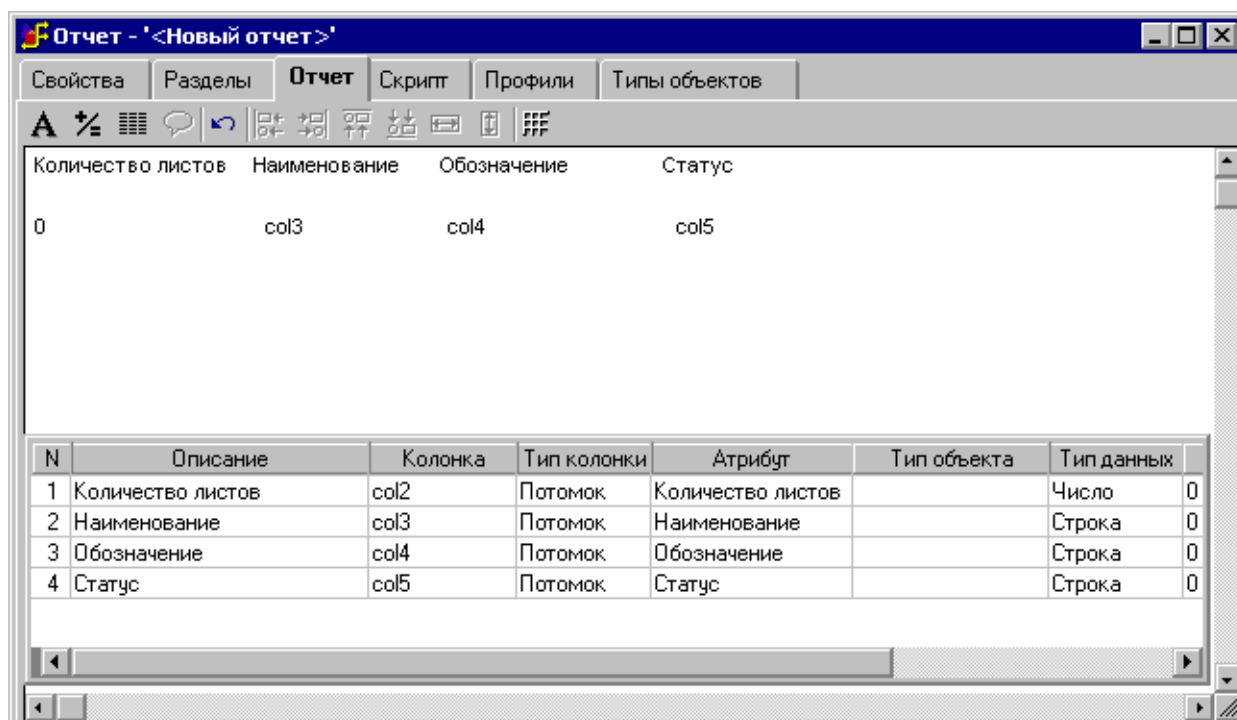 Отчет - '<Новый отчет>'
Свойства Разделы Отчет Скрипт Профили Типы объектов
Количество листов Наименование Обозначение Статус
0 col3 col4 col5
N Описание Колонка Тип колонки Атрибут Тип объекта Тип данных
1 Количество листов col2 Потомок Количество листов Число 0
2 Наименование col3 Потомок Наименование Строка 0
3 Обозначение col4 Потомок Обозначение Строка 0
4 Статус col5 Потомок Статус Строка 0